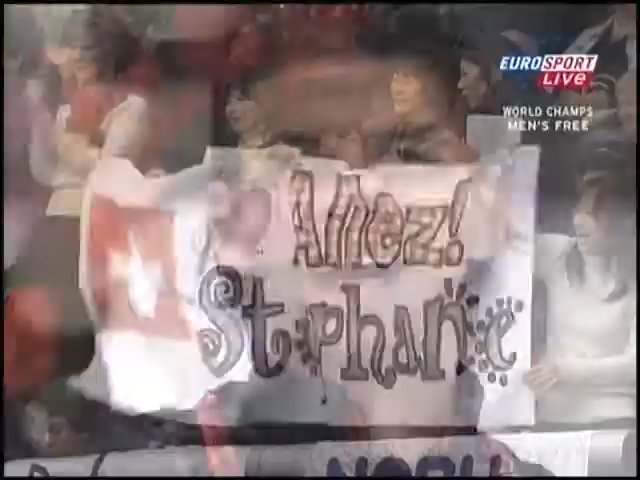 EUROSPORT
LIVE
WORLD CHAMPS
MEN'S FREE
Allez!
Stephane